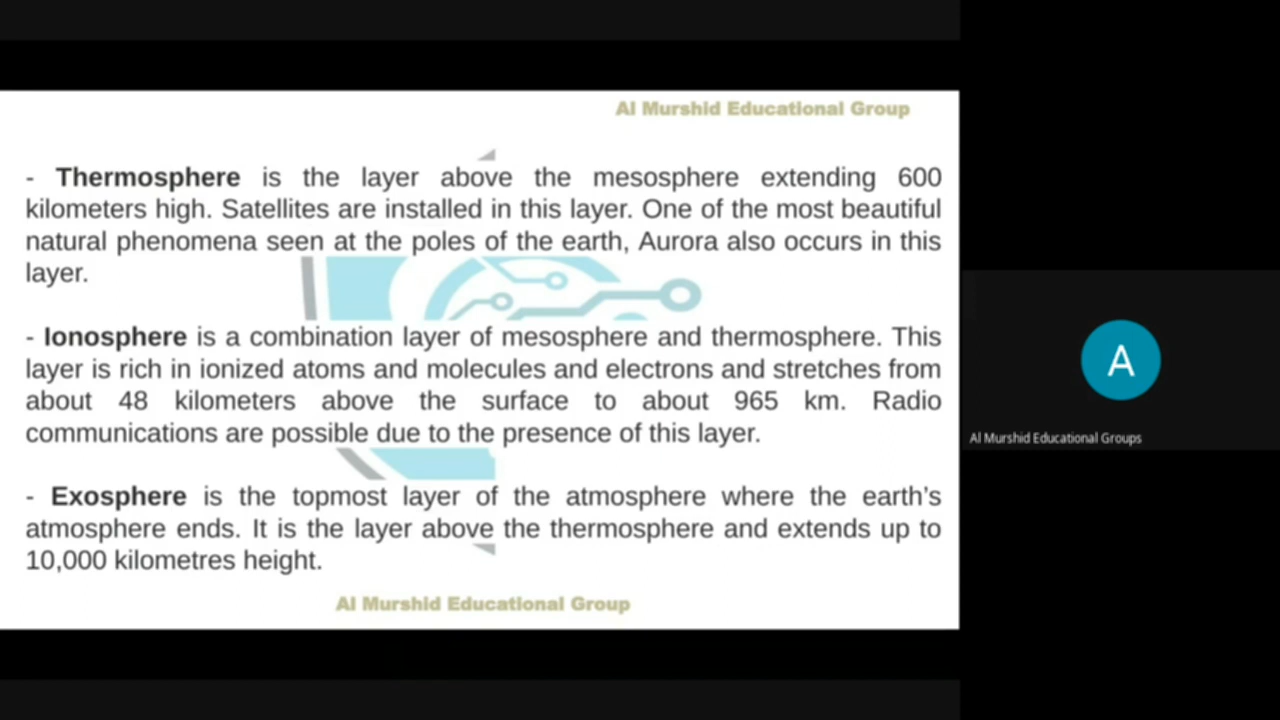 Al Murshid Educational Group
- Thermosphere is the layer above the mesosphere extending 600
kilometers high. Satellites are installed in this layer. One of the most beautiful
natural phenomena seen at the poles of the earth, Aurora also occurs in this
layer.
- Ionosphere is a combination layer of mesosphere and thermosphere. This
layer is rich in ionized atoms and molecules and electrons and stretches from
about 48 kilometers above the surface to about 965 km. Radio
communications are possible due to the presence of this layer.
- Exosphere is the topmost layer of the atmosphere where the earth’s
atmosphere ends. It is the layer above the thermosphere and extends up to
10,000 kilometres height.
Al Murshid Educational Group
A
Al Murshid Educational Groups